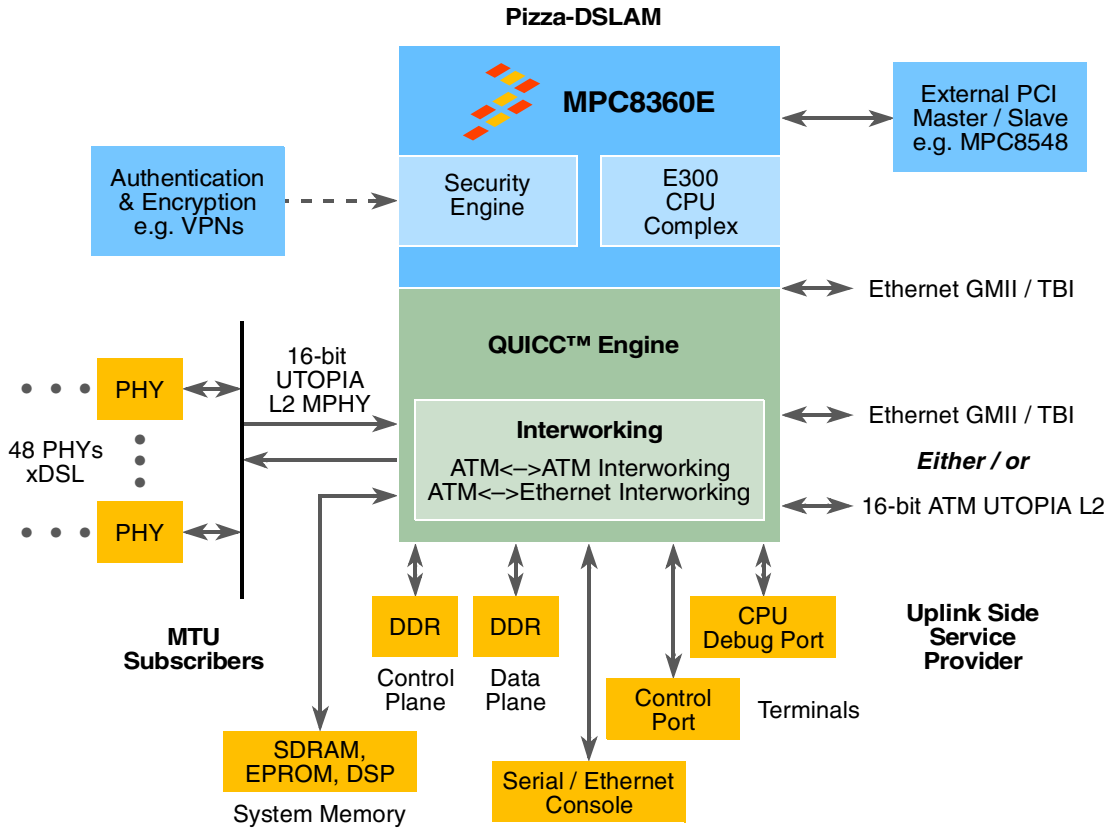 Pizza-DSLAM
MPC8360E
External PCI
Master / Slave
e.g. MPC8548
Authentication
& Encryption
e.g. VPNs
Security
Engine
E300
CPU
Complex
Ethernet GMII / TBI
QUICC™ Engine
16-bit
UTOPIA
L2 MPHY
PHY
48 PHYs
xDSL
PHY
Interworking
ATM<–>ATM Interworking
ATM<–>Ethernet Interworking
Ethernet GMII / TBI
Either / or
16-bit ATM UTOPIA L2
MTU
Subscribers
DDR
Control
Plane
DDR
Data
Plane
CPU
Debug Port
Uplink Side
Service
Provider
Control
Port
Terminals
SDRAM,
EPROM, DSP
System Memory
Serial / Ethernet
Console